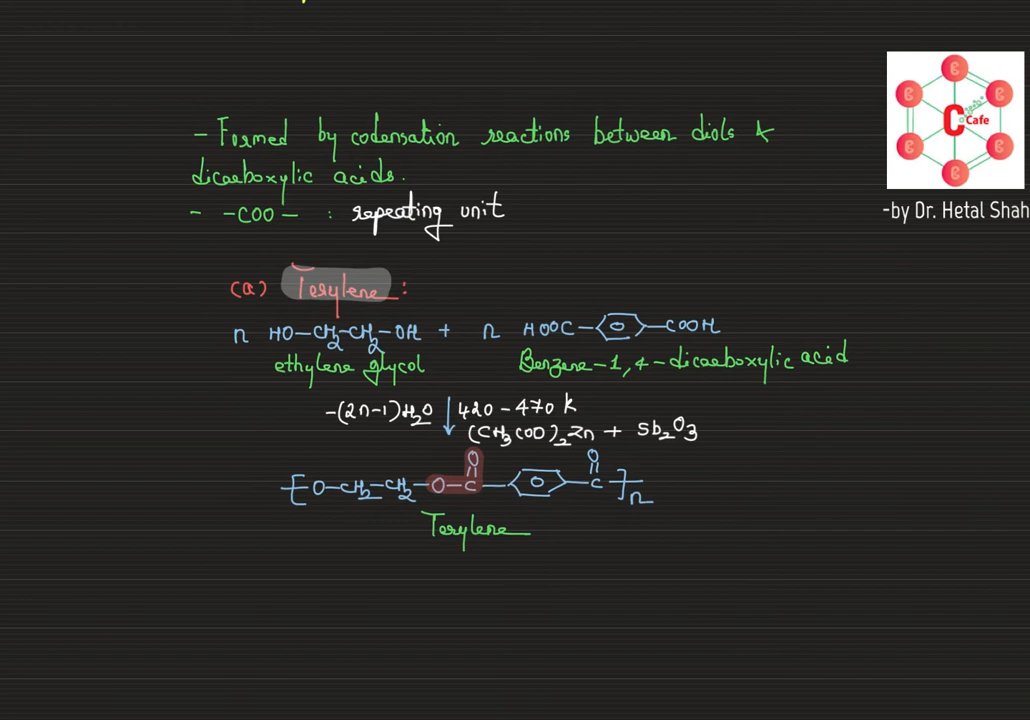 - Formed by codensation reactions between diols &
dicarboxylic acids.
- -COO- : repeating unit
C Cafe
-by Dr. Hetal Shah
(a) Terylene :
n HO-CH2-CH2-OH + n HOOC-⌬-COOH
ethylene glycol Benzene-1,4-dicarboxylic acid
-(2n-1)H2O 420 - 470 k
(CH3COO)2Zn + Sb2O3
O O
[O-CH2-CH2-O-C-⌬-C]n
Terylene